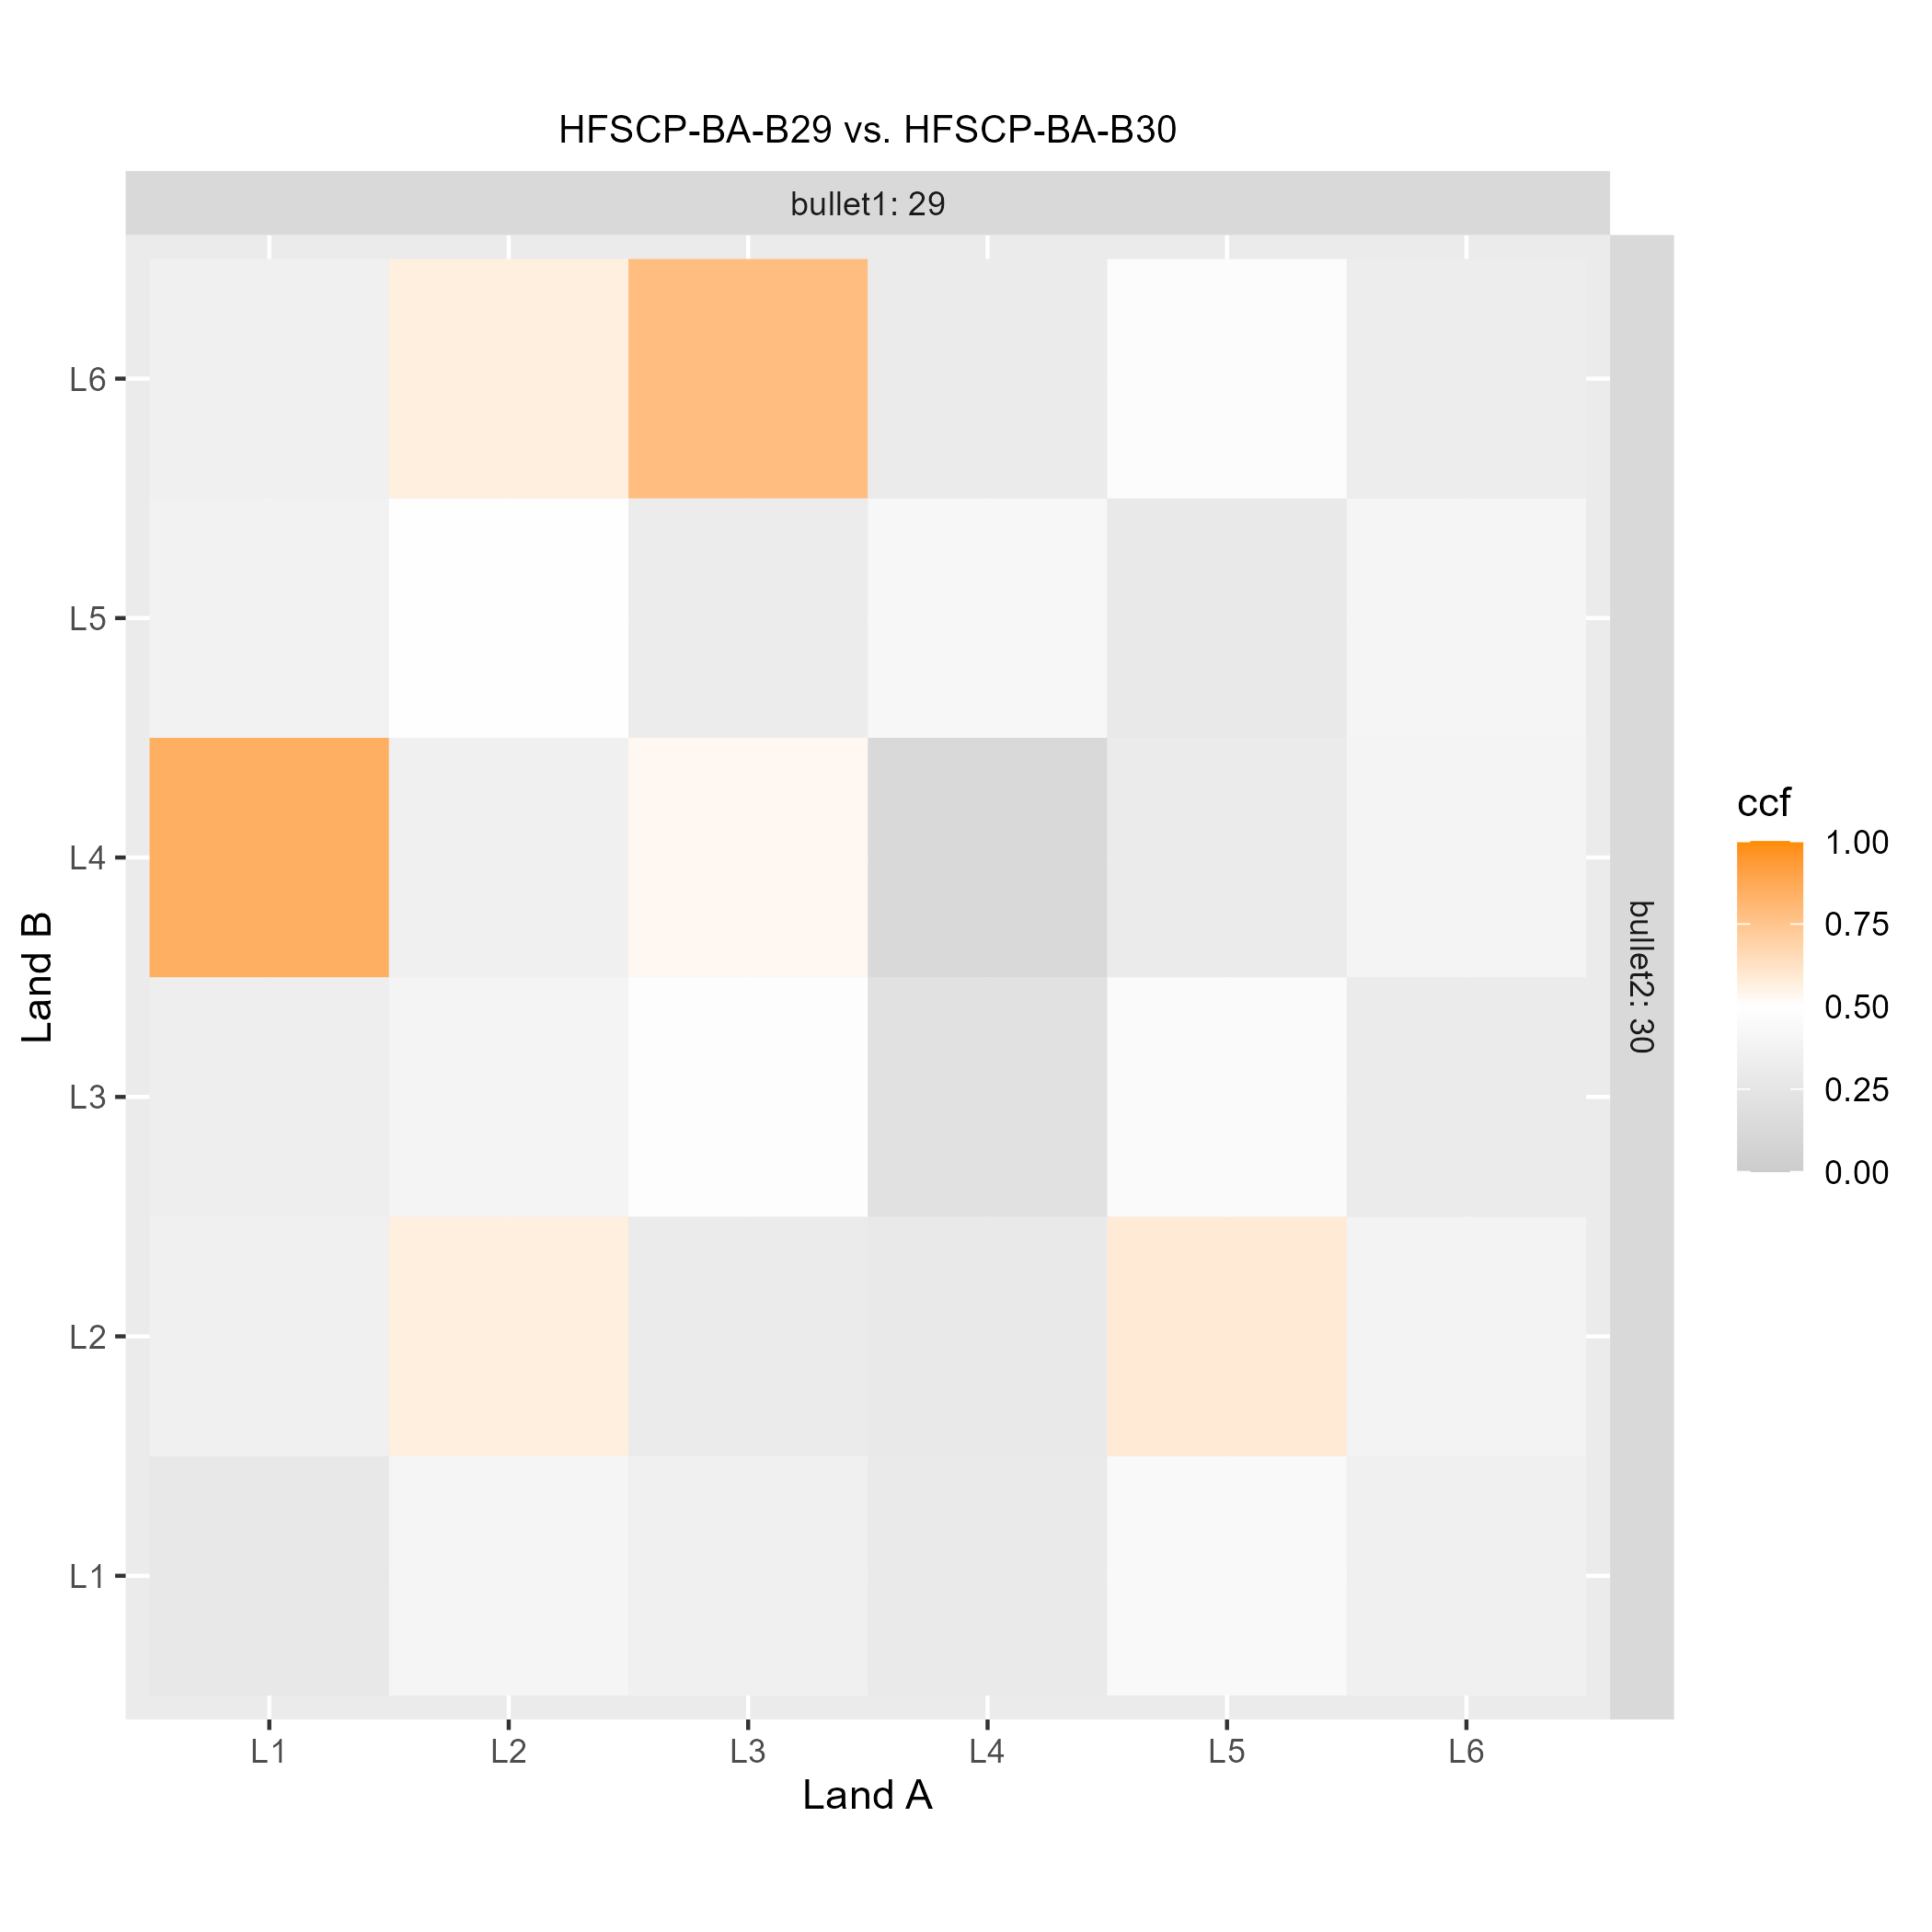 HFSCP-BA-B29 vs. HFSCP-BA-B30
bullet1: 29
L6
L5
L4
L3
L2
L1
Land B
bullet2: 30
ccf
1.00
0.75
0.50
0.25
0.00
L1 L2 L3 L4 L5 L6
Land A